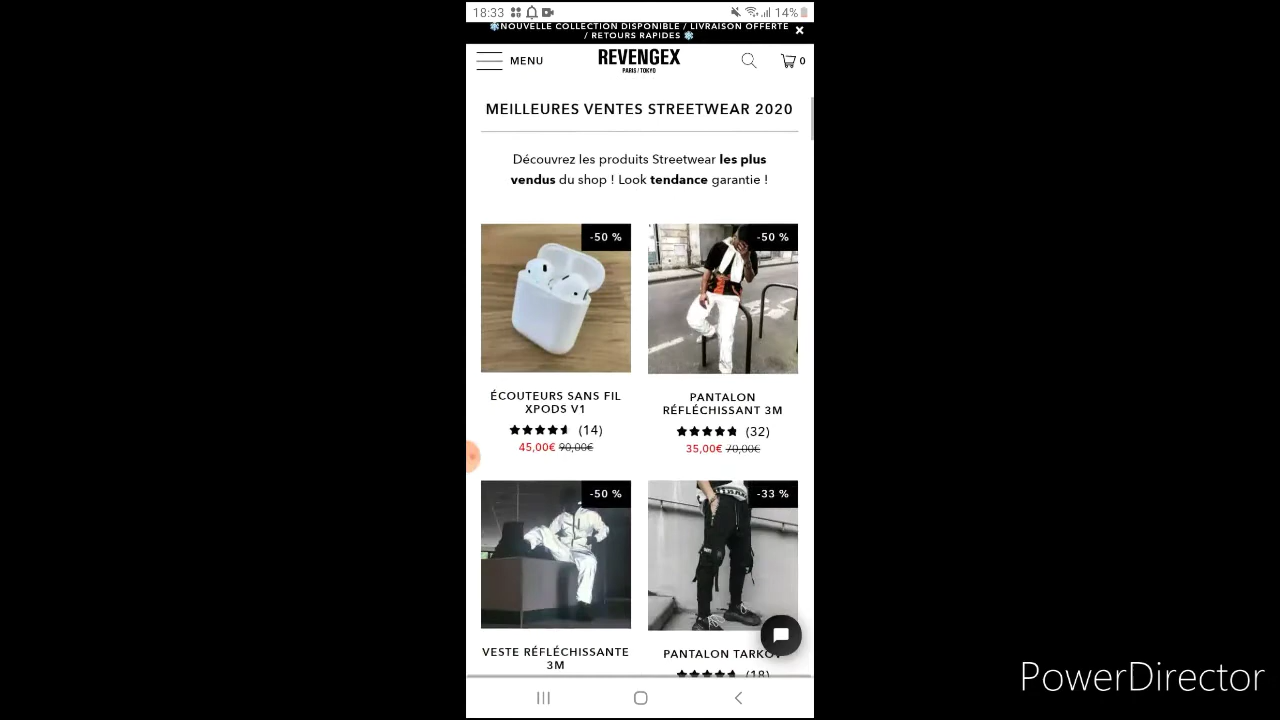 18:33
14%
❄NOUVELLE COLLECTION DISPONIBLE / LIVRAISON OFFERTE
/ RETOURS RAPIDES ❄
MENU
REVENGEX
PARIS / TOKYO
0
MEILLEURES VENTES STREETWEAR 2020
Découvrez les produits Streetwear les plus
vendus du shop ! Look tendance garantie !
-50 %
-50 %
ÉCOUTEURS SANS FIL
XPODS V1
(14)
45,00€ 90,00€
PANTALON
RÉFLÉCHISSANT 3M
(32)
35,00€ 70,00€
-50 %
-33 %
VESTE RÉFLÉCHISSANTE
3M
PANTALON TARKOV
(18)
PowerDirector